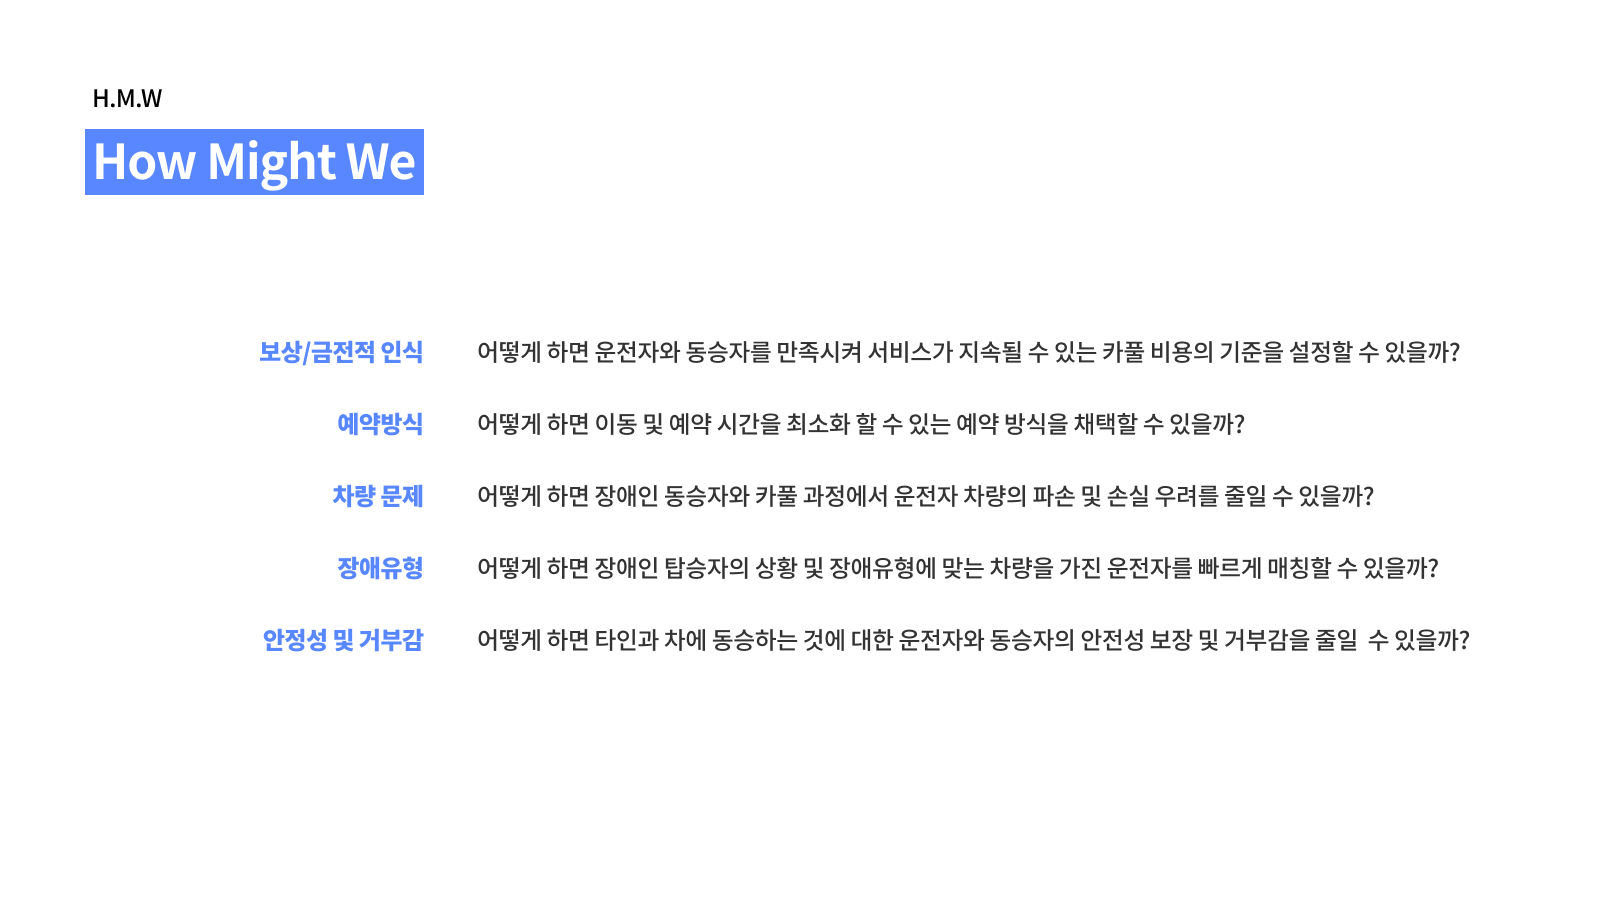 H.M.W
How Might We
보상/금전적 인식 어떻게 하면 운전자와 동승자를 만족시켜 서비스가 지속될 수 있는 카풀 비용의 기준을 설정할 수 있을까?
예약방식 어떻게 하면 이동 및 예약 시간을 최소화 할 수 있는 예약 방식을 채택할 수 있을까?
차량 문제 어떻게 하면 장애인 동승자와 카풀 과정에서 운전자 차량의 파손 및 손실 우려를 줄일 수 있을까?
장애유형 어떻게 하면 장애인 탑승자의 상황 및 장애유형에 맞는 차량을 가진 운전자를 빠르게 매칭할 수 있을까?
안정성 및 거부감 어떻게 하면 타인과 차에 동승하는 것에 대한 운전자와 동승자의 안전성 보장 및 거부감을 줄일  수 있을까?